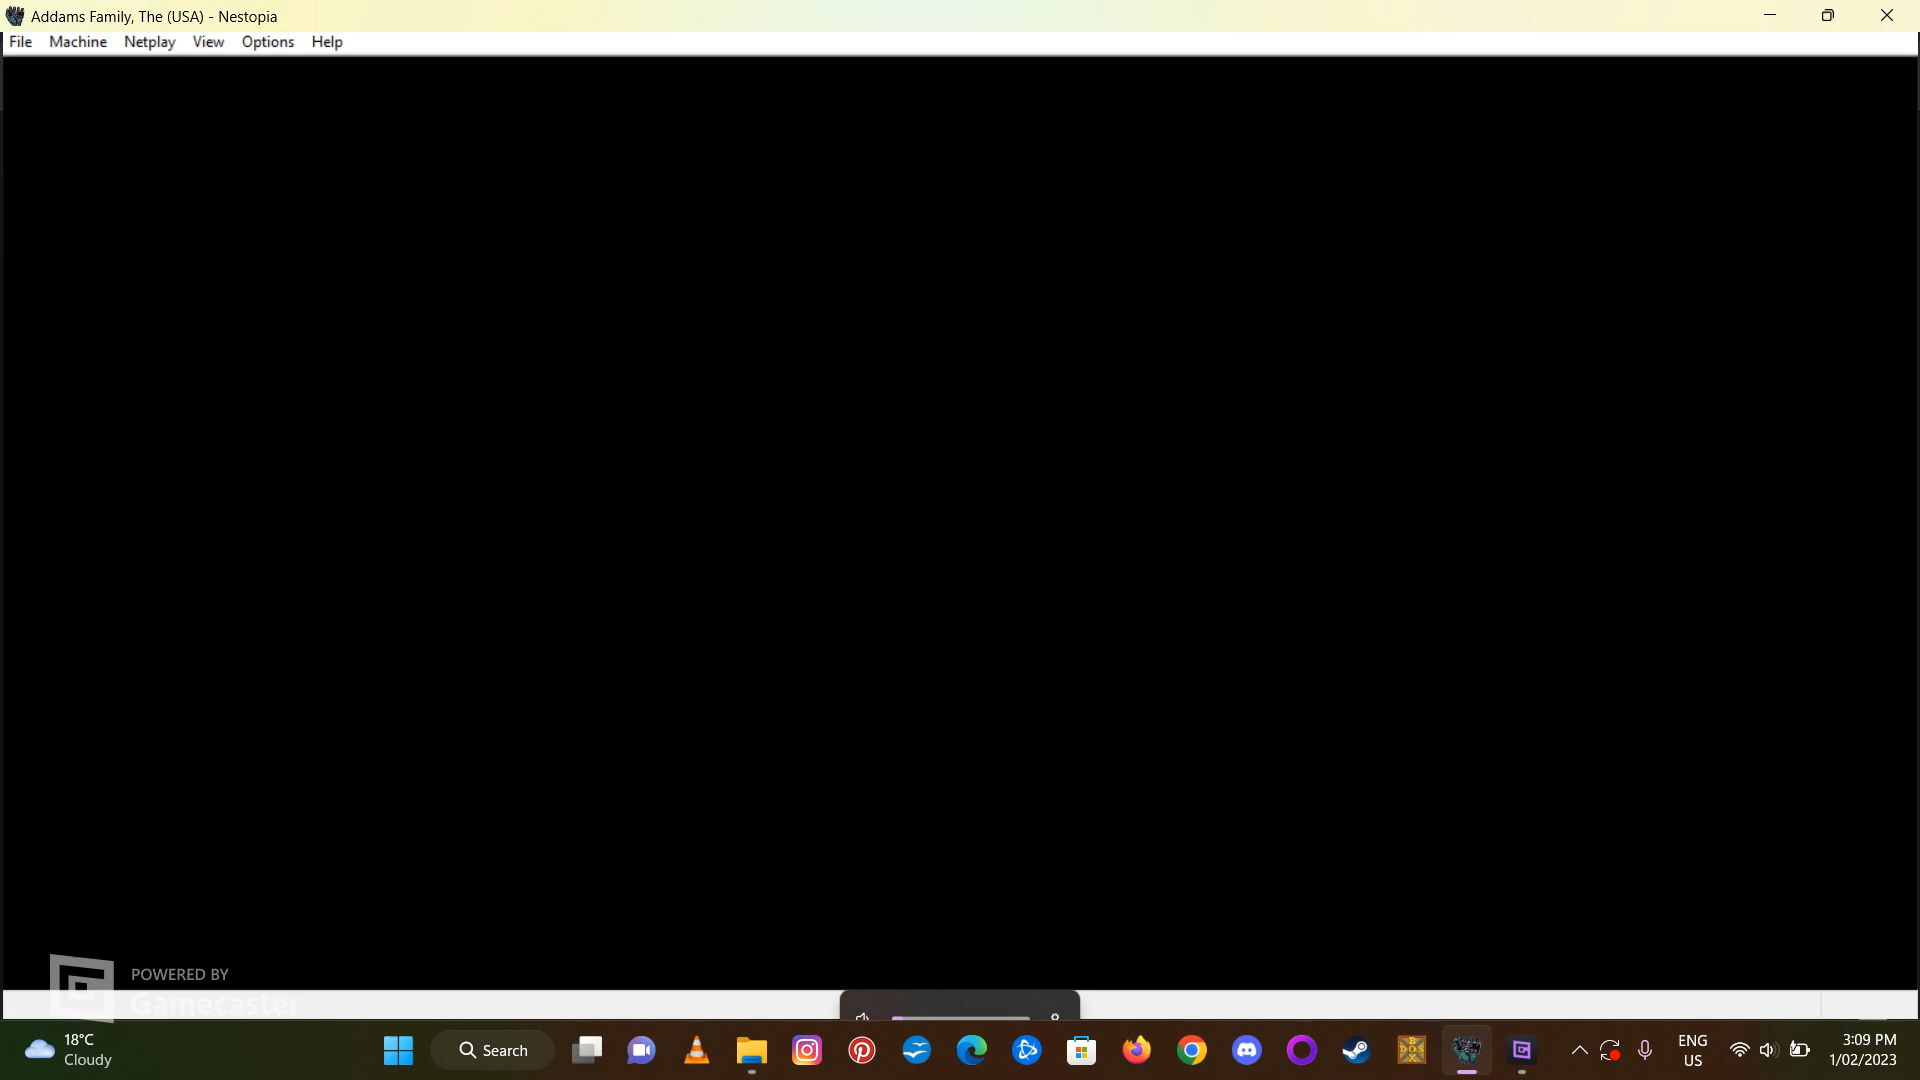 Addams Family, The (USA) - Nestopia
File Machine Netplay View Options Help
POWERED BY
Gamecaster
18°C
Cloudy
Search
DOS
ENG
US
3:09 PM
1/02/2023